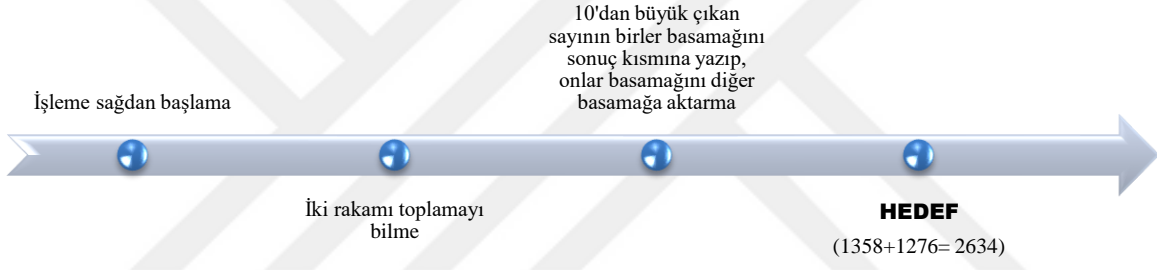 İşleme sağdan başlama
10'dan büyük çıkan
sayının birler basamağını
sonuç kısmına yazıp,
onlar basamağını diğer
basamağa aktarma
İki rakamı toplamayı
bilme
HEDEF
(1358+1276= 2634)